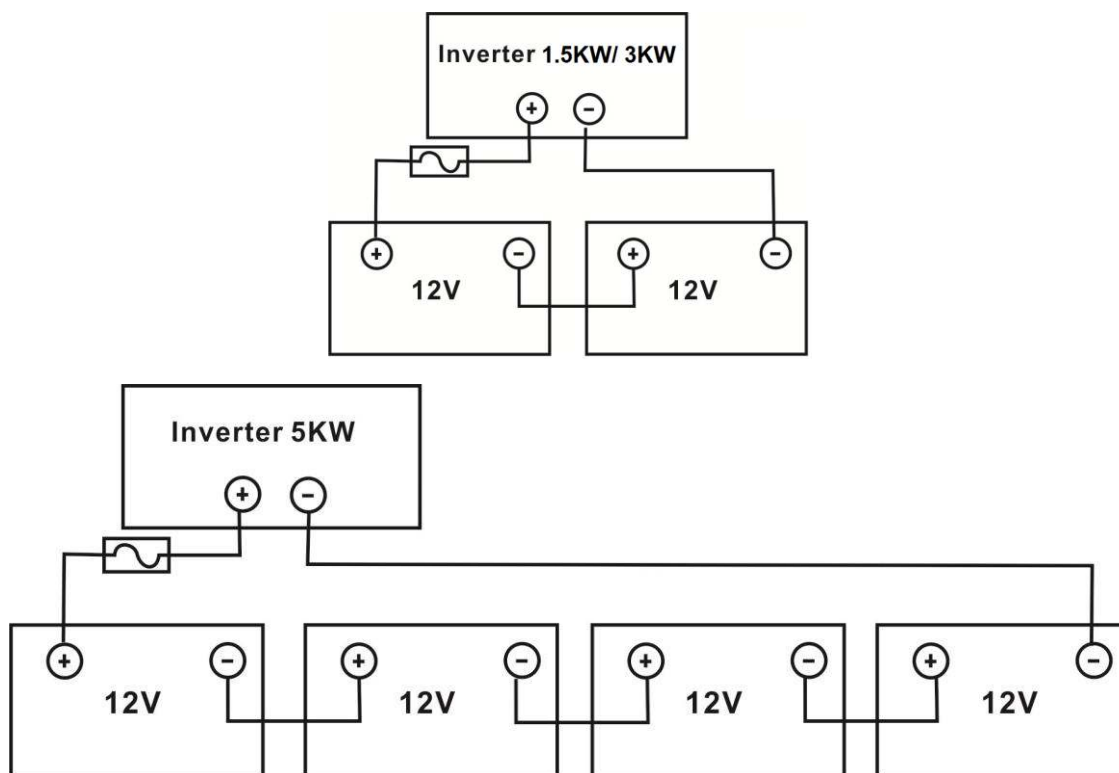 Inverter 1.5KW/ 3KW
+ -
+ - + -
12V 12V
Inverter 5KW
+ -
+ - + - + - + -
12V 12V 12V 12V